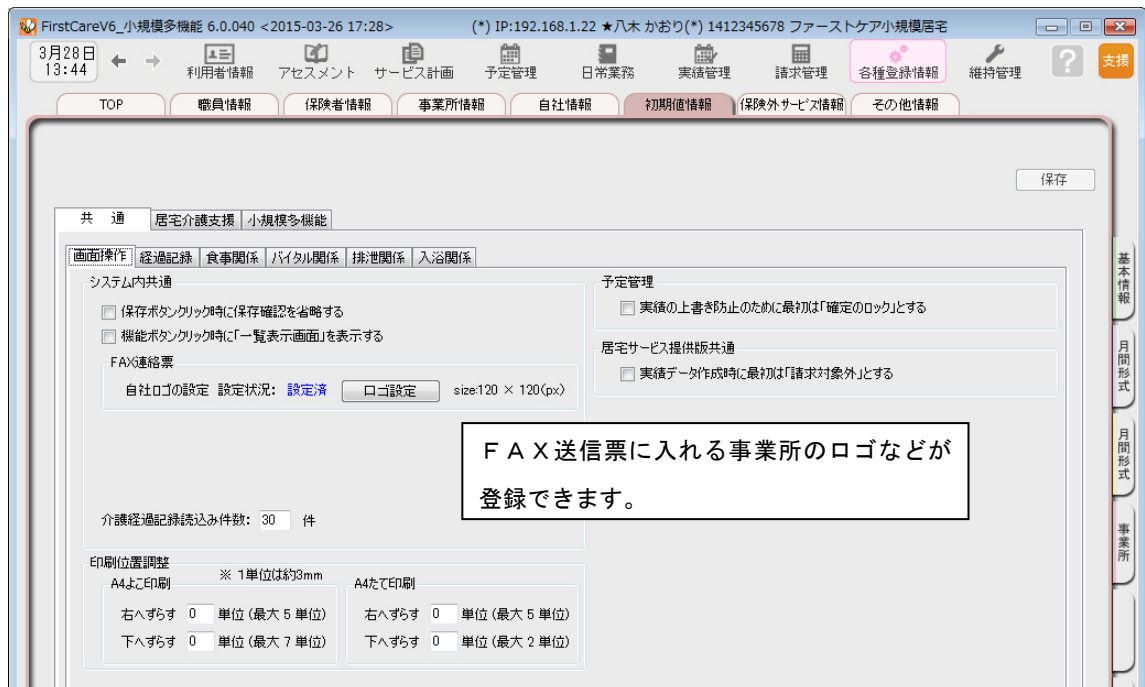 FirstCareV6_小規模多機能 6.0.040 <2015-03-26 17:28> (*) IP:192.168.1.22 ★八木 かおり(*) 1412345678 ファーストケア小規模居宅
3月28日
13:44
利用者情報 アセスメント サービス計画 予定管理 日常業務 実績管理 請求管理 各種登録情報 維持管理 ? 支援
TOP 職員情報 保険者情報 事業所情報 自社情報 初期値情報 保険外サービス情報 その他情報
保存
共 通 居宅介護支援 小規模多機能
画面操作 経過記録 食事関係 バイタル関係 排泄関係 入浴関係
システム内共通
保存ボタンクリック時に保存確認を省略する
機能ボタンクリック時に「一覧表示画面」を表示する
FAX連絡票
自社ロゴの設定 設定状況: 設定済 ロゴ設定 size:120 × 120(px)
予定管理
実績の上書き防止のために最初は「確定のロック」とする
居宅サービス提供版共通
実績データ作成時に最初は「請求対象外」とする
FAX送信票に入れる事業所のロゴなどが
登録できます。
介護経過記録読込み件数: 30 件
印刷位置調整
※ 1単位は約3mm
A4よこ印刷
右へずらす 0 単位 (最大 5 単位)
下へずらす 0 単位 (最大 7 単位)
A4たて印刷
右へずらす 0 単位 (最大 5 単位)
下へずらす 0 単位 (最大 2 単位)
基本情報
月間形式
月間形式
事業所